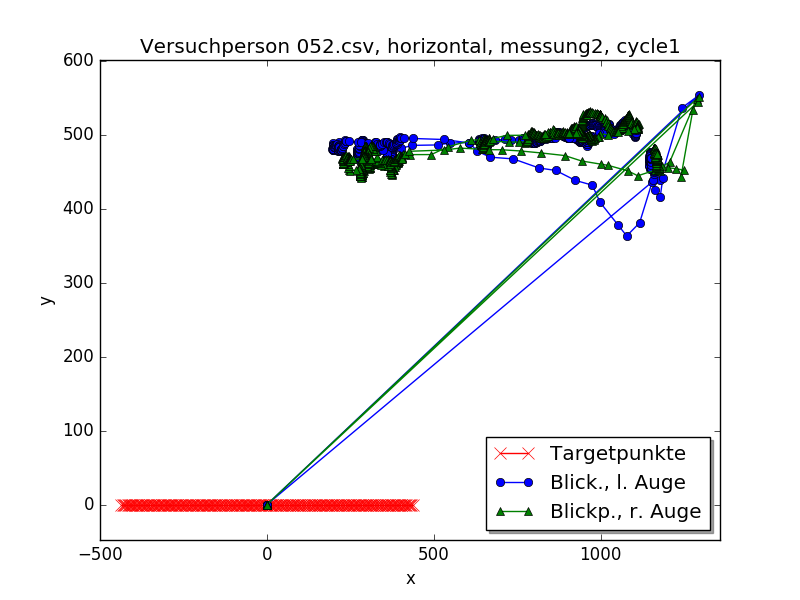 Versuchperson 052.csv, horizontal, messung2, cycle1
600
500
400
300
200
100
0
y
−500
0
500
1000
x
Targetpunkte
Blick., l. Auge
Blickp., r. Auge